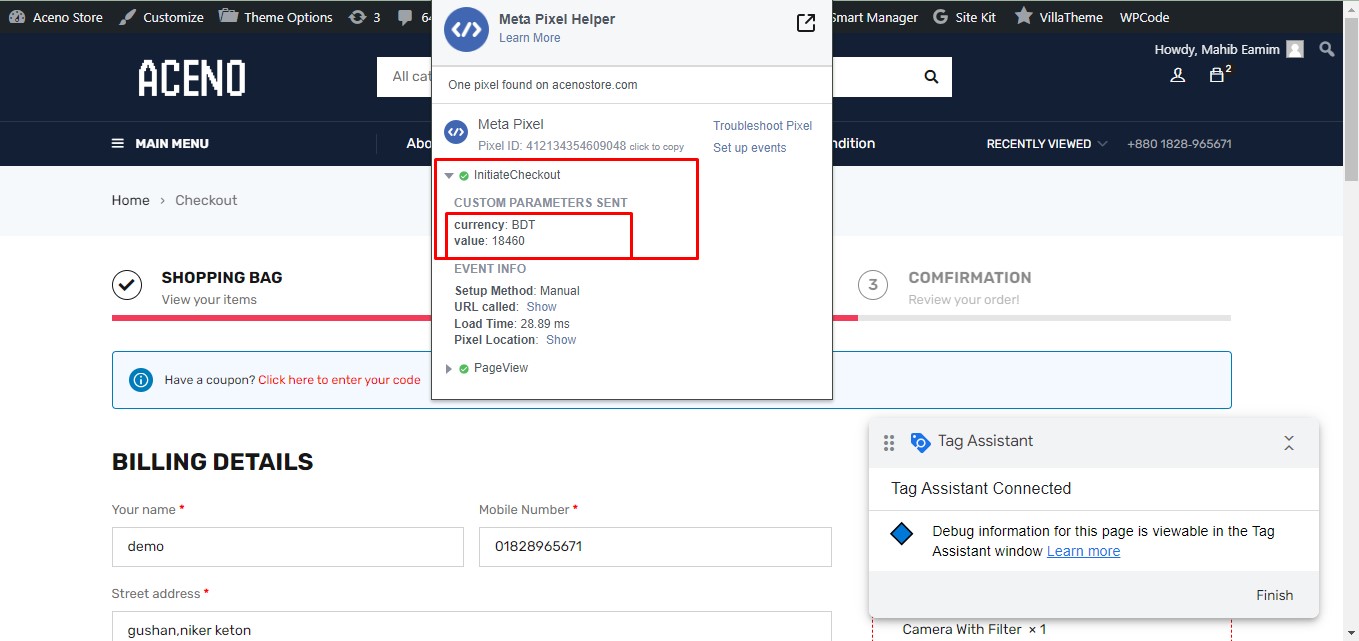 Aceno Store Customize Theme Options 3 64 Smart Manager Site Kit VillaTheme WPCode
Howdy, Mahib Eamim
ACENO
All cat
2
MAIN MENU
Abo
ndition
RECENTLY VIEWED
+880 1828-965671
Meta Pixel Helper
Learn More
One pixel found on acenostore.com
Meta Pixel
Troubleshoot Pixel
Pixel ID: 412134354609048 click to copy
Set up events
InitiateCheckout
CUSTOM PARAMETERS SENT
currency: BDT
value: 18460
EVENT INFO
Setup Method: Manual
URL called: Show
Load Time: 28.89 ms
Pixel Location: Show
PageView
Home › Checkout
SHOPPING BAG
View your items
3
COMFIRMATION
Review your order!
Have a coupon? Click here to enter your code
BILLING DETAILS
Your name *
Mobile Number *
demo
01828965671
Street address *
gushan,niker keton
Tag Assistant
Tag Assistant Connected
Debug information for this page is viewable in the Tag
Assistant window Learn more
Finish
Camera With Filter × 1